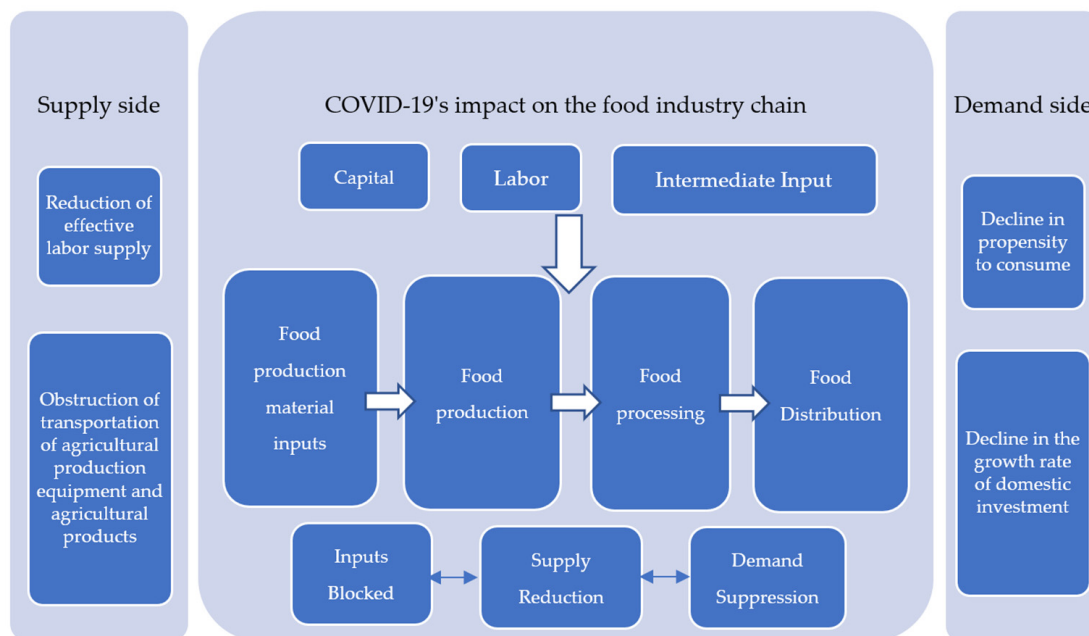 Supply side
Reduction of
effective
labor supply
Obstruction of
transportation
of agricultural
production
equipment and
agricultural
products
COVID-19's impact on the food industry chain
Capital
Labor
Intermediate Input
Food
production
material
inputs
Food
production
Food
processing
Food
Distribution
Inputs
Blocked
Supply
Reduction
Demand
Suppression
Demand side
Decline in
propensity
to consume
Decline in the
growth rate
of domestic
investment